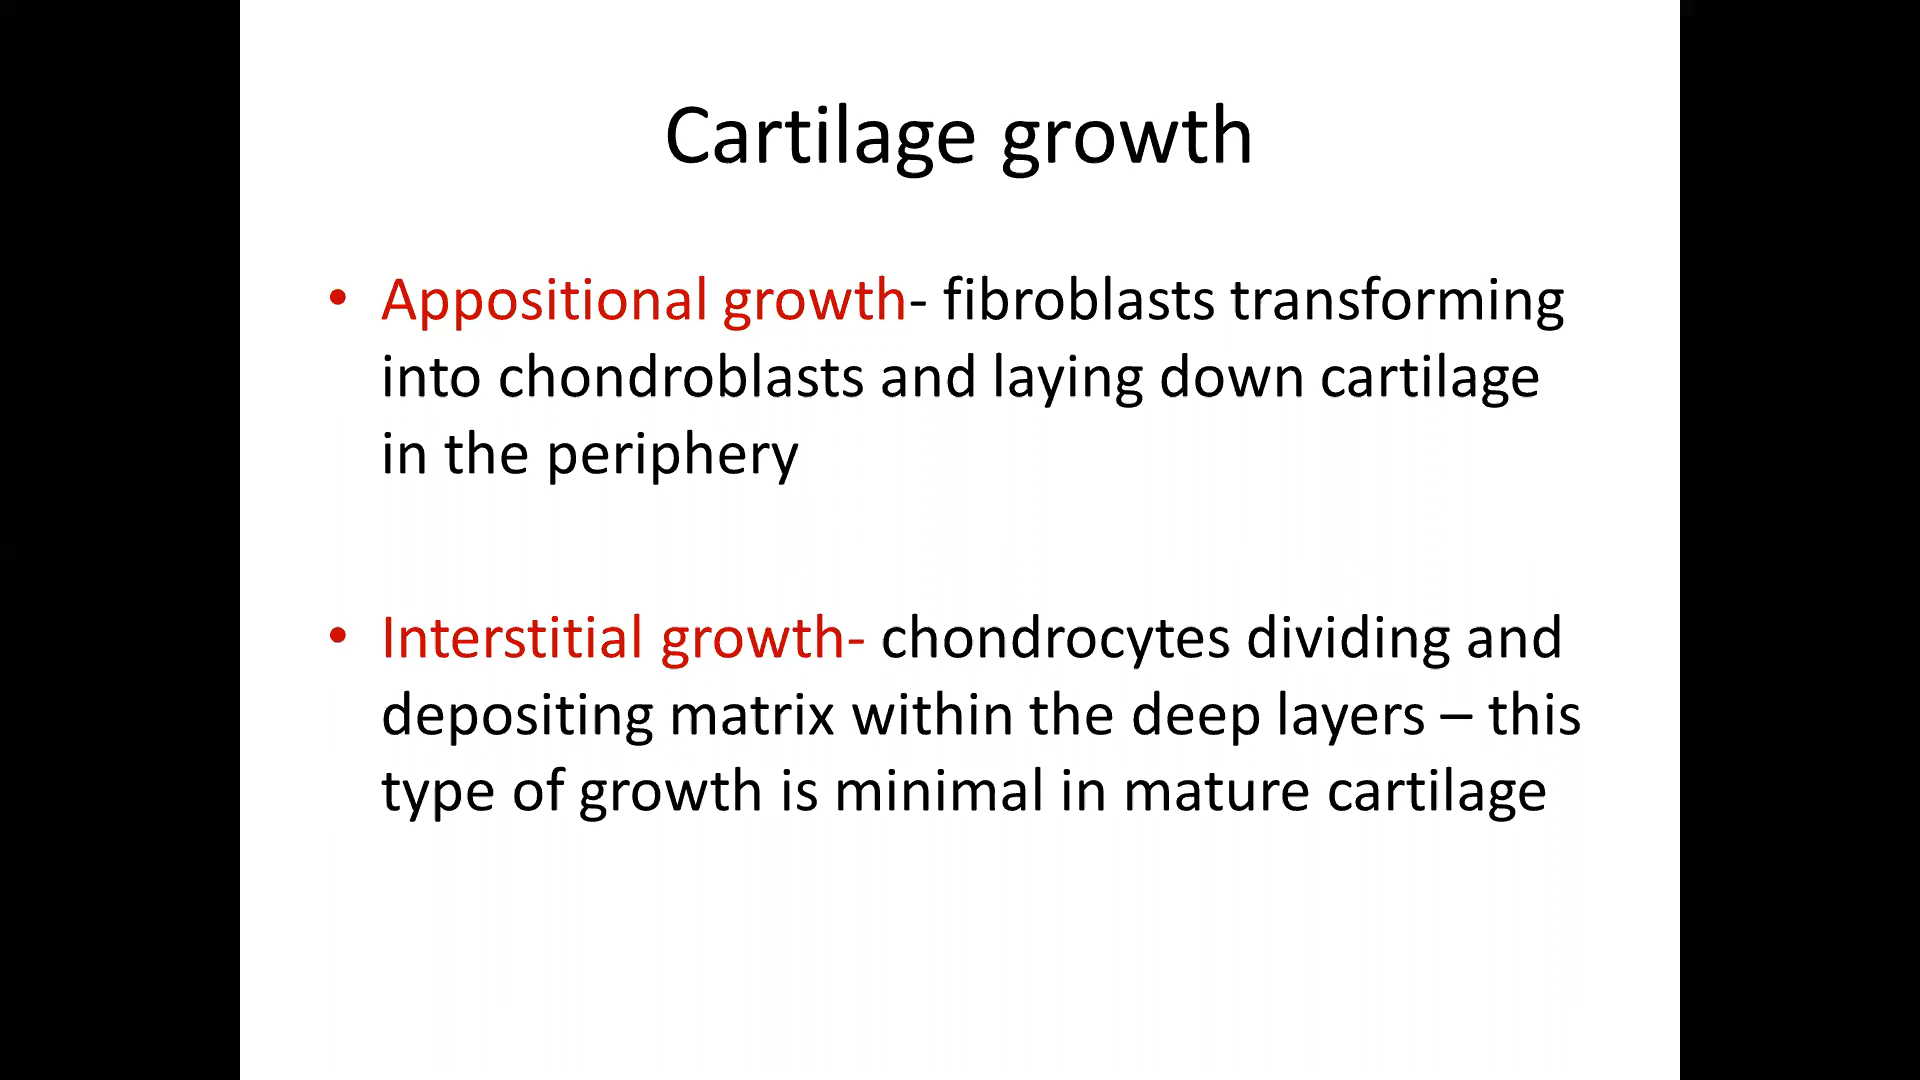 Cartilage growth
• Appositional growth- fibroblasts transforming
into chondroblasts and laying down cartilage
in the periphery
• Interstitial growth- chondrocytes dividing and
depositing matrix within the deep layers – this
type of growth is minimal in mature cartilage